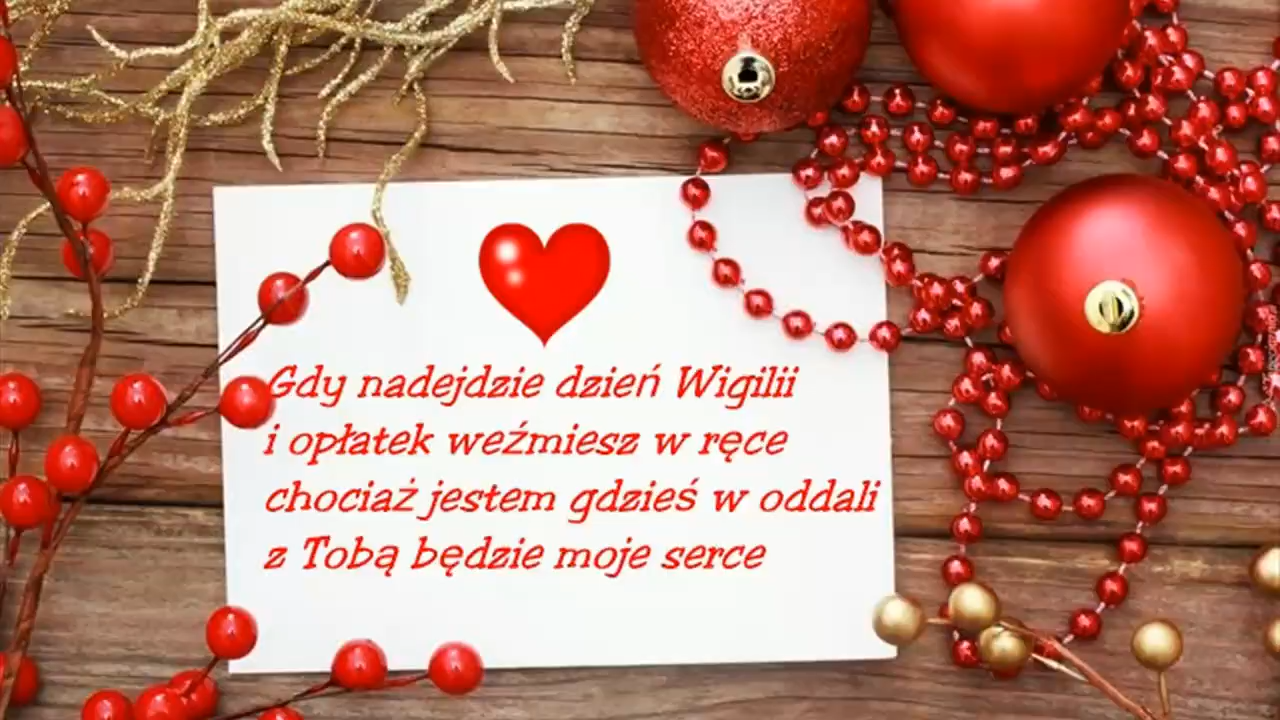 Gdy nadejdzie dzień Wigilii
i opłatek weźmiesz w ręce
chociaż jestem gdzieś w oddali
z Tobą będzie moje serce